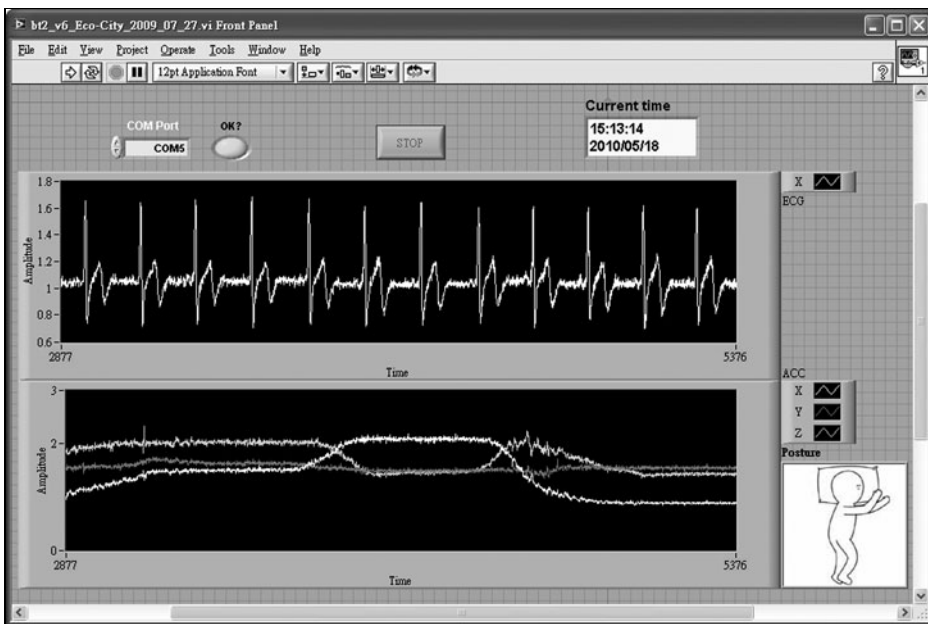 bt2_v6_Eco-City_2009_07_27.vi Front Panel
File Edit View Project Operate Tools Window Help
12pt Application Font
?
1
Current time
COM Port
OK?
COM5
STOP
15:13:14
2010/05/18
X
ECG
1.8
1.6
1.4
1.2
1
0.8
0.6
Amplitude
2877
5376
Time
ACC
X
Y
Z
3
2
0
Amplitude
2877
5376
Time
Posture